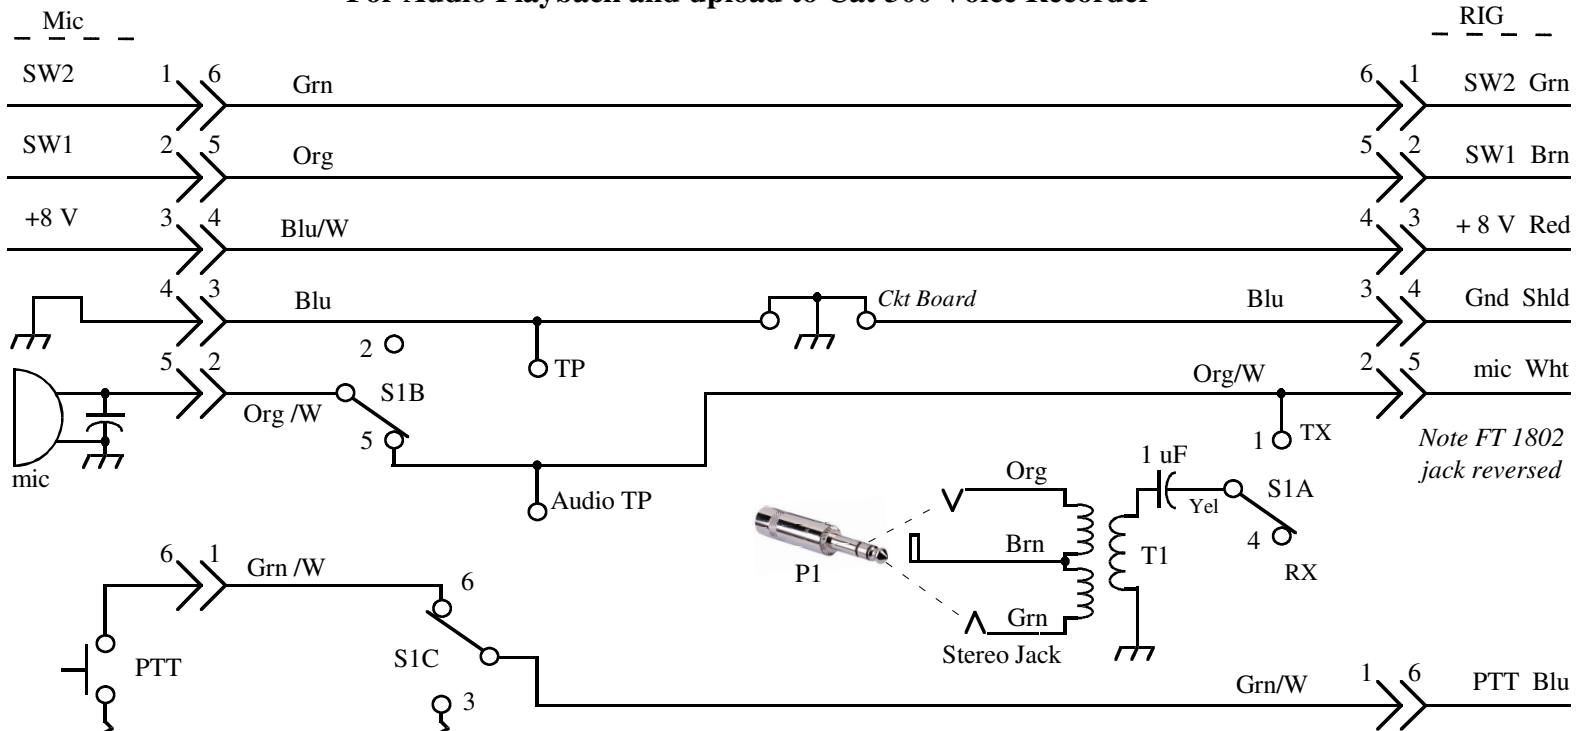 Mic
RIG
SW2 1 6 Grn 6 1 SW2 Grn
SW1 2 5 Org 5 2 SW1 Brn
+8 V 3 4 Blu/W 4 3 + 8 V Red
4 3 Blu Ckt Board Blu 3 4 Gnd Shld
2
TP
5 2 Org /W S1B Org/W 2 5 mic Wht
5
1 TX
Note FT 1802
jack reversed
mic
Audio TP
Org
1 uF
Yel
S1A
Brn
T1
4
RX
P1
Grn
Stereo Jack
6 1 Grn /W 6
PTT
S1C
3
Grn/W 1 6 PTT Blu